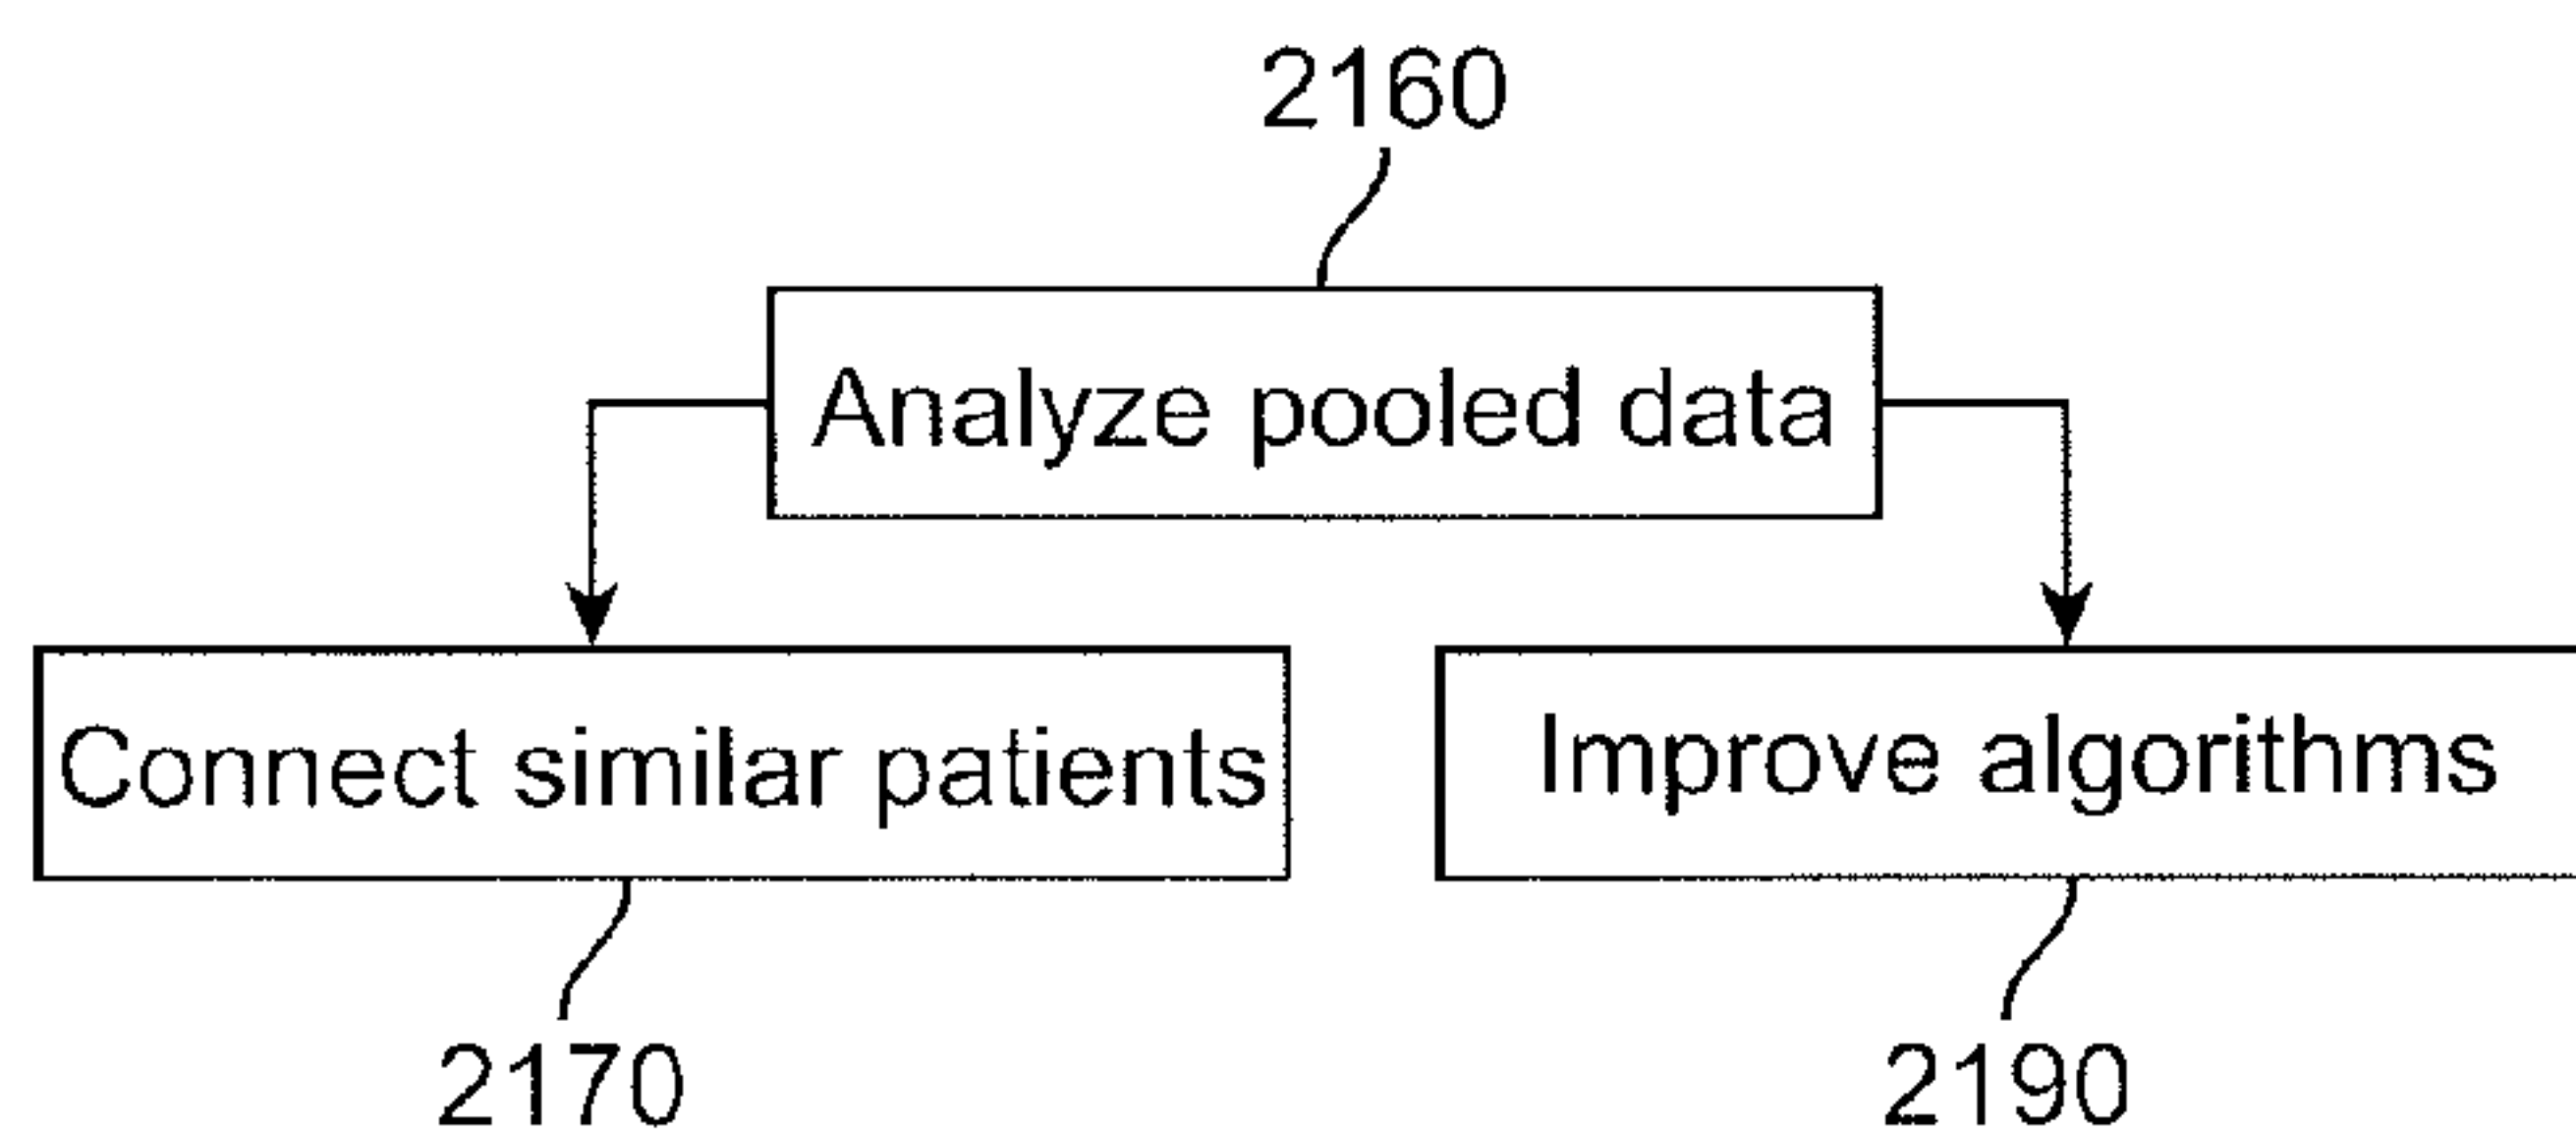 2160
Analyze pooled data
Connect similar patients
Improve algorithms
2170
2190